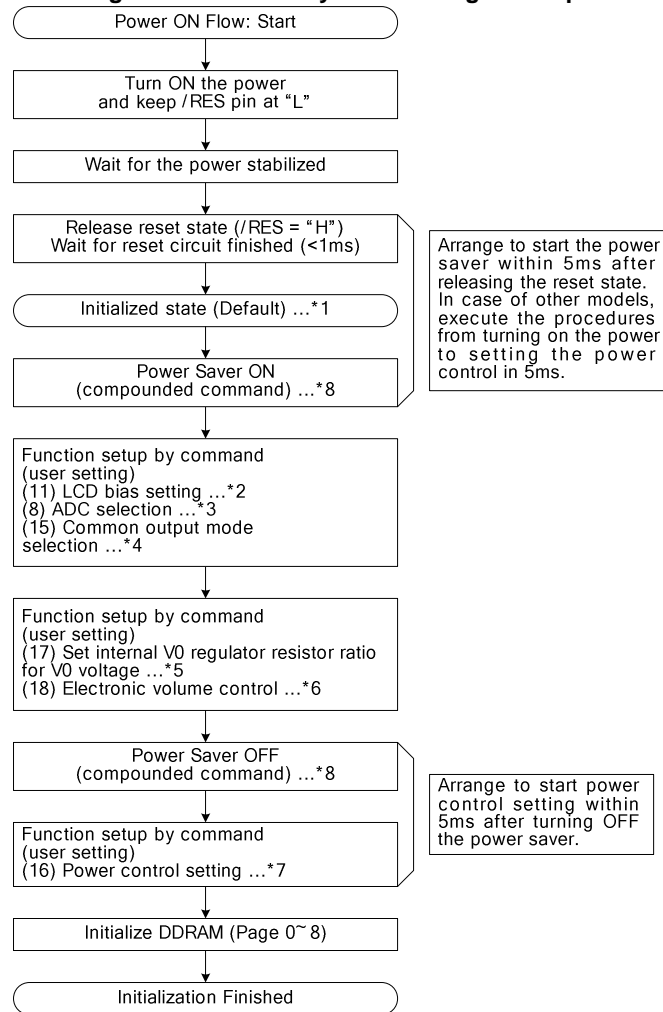 Power ON Flow: Start
Turn ON the power
and keep /RES pin at “L”
Wait for the power stabilized
Release reset state (/RES = “H”)
Wait for reset circuit finished (<1ms)
Initialized state (Default) ...*1
Power Saver ON
(compounded command) ...*8
Arrange to start the power
saver within 5ms after
releasing the reset state.
In case of other models,
execute the procedures
from turning on the power
to setting the power
control in 5ms.
Function setup by command
(user setting)
(11) LCD bias setting ...*2
(8) ADC selection ...*3
(15) Common output mode
selection ...*4
Function setup by command
(user setting)
(17) Set internal V0 regulator resistor ratio
for V0 voltage ...*5
(18) Electronic volume control ...*6
Power Saver OFF
(compounded command) ...*8
Function setup by command
(user setting)
(16) Power control setting ...*7
Arrange to start power
control setting within
5ms after turning OFF
the power saver.
Initialize DDRAM (Page 0~8)
Initialization Finished